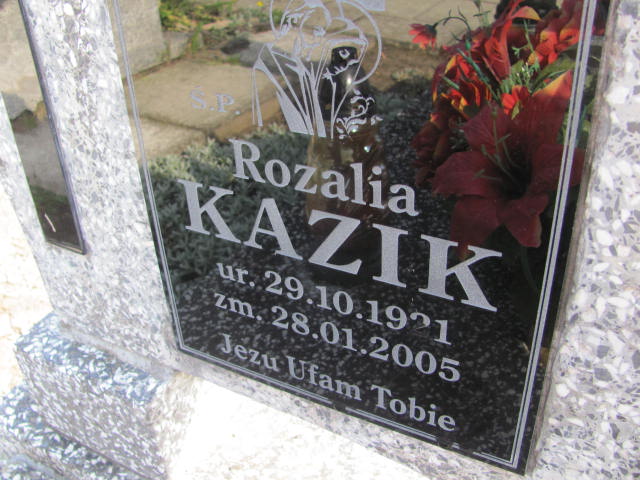 Ś.P.
Rozalia
KAZIK
ur. 29.10.1921
zm. 28.01.2005
Jezu Ufam Tobie